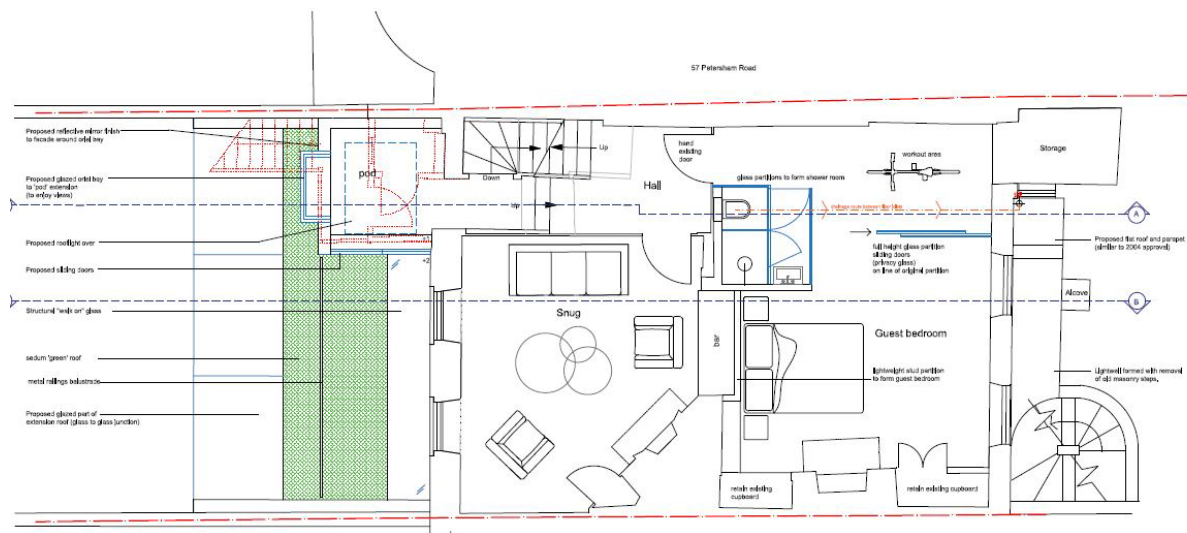 57 Petersham Road
Proposed reflective mirror finish
to facade around oriel bay
Proposed glazed oriel bay
to 'pod' extension
(to enjoy views)
Proposed rooflight over
Proposed sliding doors
Structural "walk on" glass
sedum 'green' roof
metal railings balustrade
Proposed glazed part of
extension roof (glass to glass junction)
pod
Up
Down
Up
Hall
hand
existing
door
glass partitions to form shower room
workout area
Storage
full height glass partition
sliding doors
(privacy glass)
on line of original partition
A
Proposed flat roof and parapet
(similar to 2004 approval)
B
Alcove
Snug
bar
Guest bedroom
lightweight stud partition
to form guest bedroom
Lightwell formed with removal
of old masonry steps.
retain existing
cupboard
retain existing cupboard